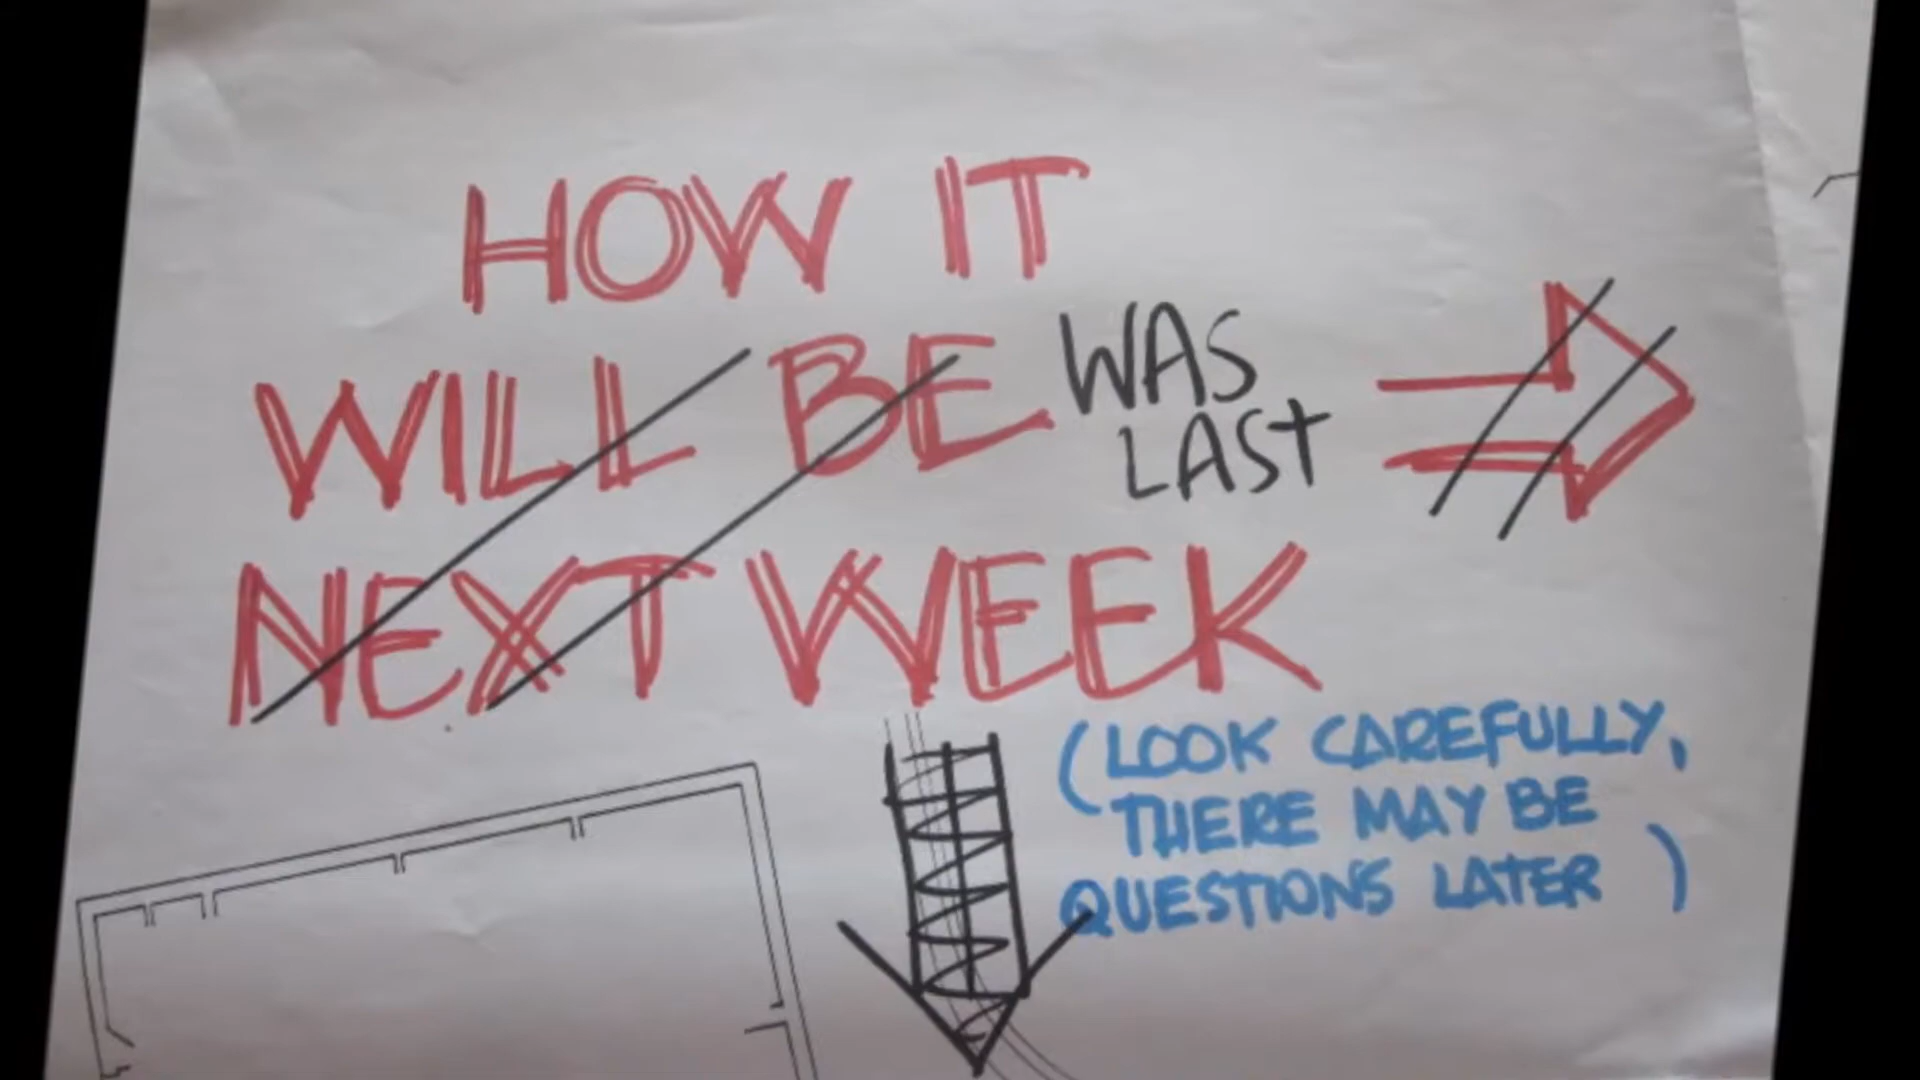 HOW IT
WILL BE WAS
LAST
NEXT WEEK
(LOOK CAREFULLY,
THERE MAY BE
QUESTIONS LATER)